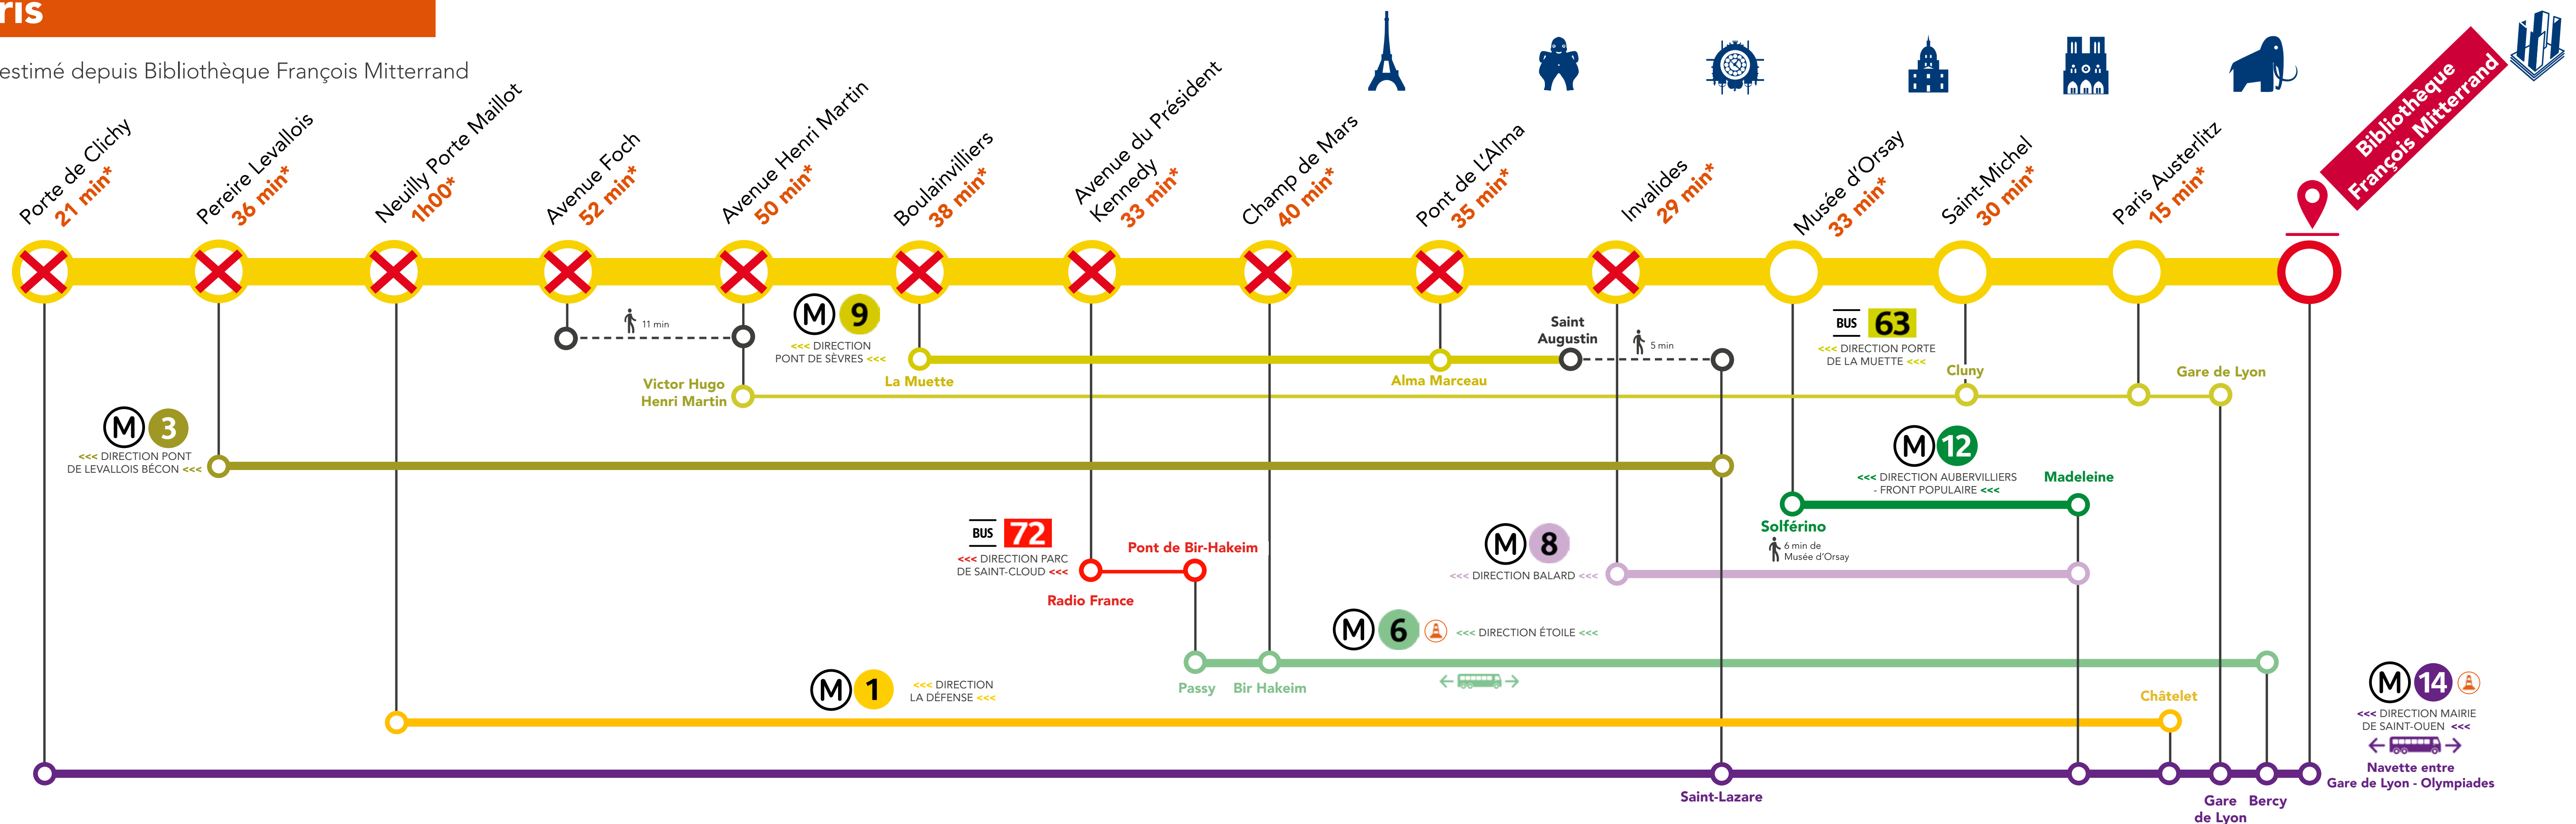 ris
estimé depuis Bibliothèque François Mitterrand
Porte de Clichy
21 min*
Pereire Levallois
36 min*
Neuilly Porte Maillot
1h00*
Avenue Foch
52 min*
Avenue Henri Martin
50 min*
Boulainvilliers
38 min*
Avenue du Président
Kennedy
33 min*
Champ de Mars
40 min*
Pont de L'Alma
35 min*
Invalides
29 min*
Musée d'Orsay
33 min*
Saint-Michel
30 min*
Paris Austerlitz
15 min*
Bibliothèque
François Mitterrand
11 min
M 9
<<< DIRECTION
PONT DE SÈVRES <<<
La Muette
Alma Marceau
Saint
Augustin
5 min
BUS 63
<<< DIRECTION PORTE
DE LA MUETTE <<<
Victor Hugo
Henri Martin
Cluny
Gare de Lyon
M 3
<<< DIRECTION PONT
DE LEVALLOIS BÉCON <<<
M 12
<<< DIRECTION AUBERVILLIERS
- FRONT POPULAIRE <<<
Madeleine
Solférino
6 min de
Musée d'Orsay
BUS 72
<<< DIRECTION PARC
DE SAINT-CLOUD <<<
Pont de Bir-Hakeim
Radio France
M 8
<<< DIRECTION BALARD <<<
M 6
<<< DIRECTION ÉTOILE <<<
Passy
Bir Hakeim
M 1
<<< DIRECTION
LA DÉFENSE <<<
Châtelet
M 14
<<< DIRECTION MAIRIE
DE SAINT-OUEN <<<
Navette entre
Gare de Lyon - Olympiades
Saint-Lazare
Gare
de Lyon
Bercy